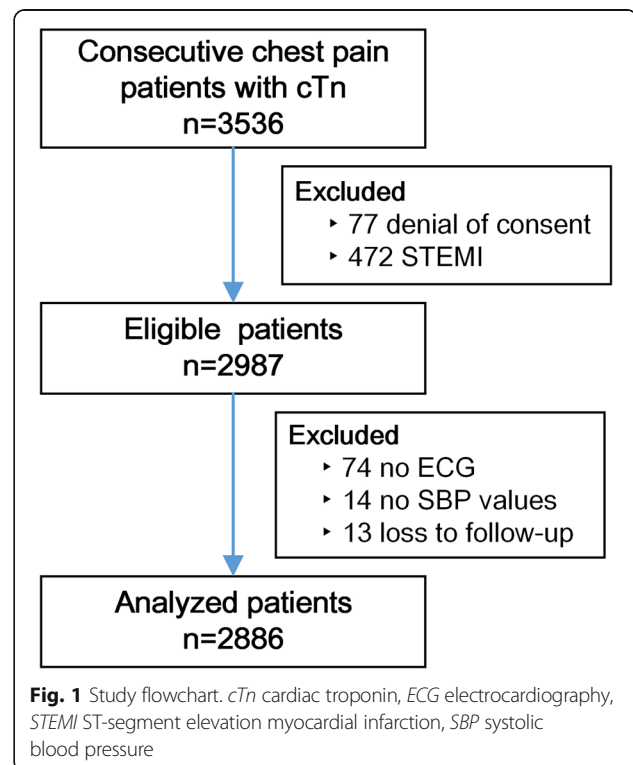 Consecutive chest pain
patients with cTn
n=3536
Excluded
‣ 77 denial of consent
‣ 472 STEMI
Eligible patients
n=2987
Excluded
‣ 74 no ECG
‣ 14 no SBP values
‣ 13 loss to follow-up
Analyzed patients
n=2886
Fig. 1 Study flowchart. cTn cardiac troponin, ECG electrocardiography,
STEMI ST-segment elevation myocardial infarction, SBP systolic
blood pressure